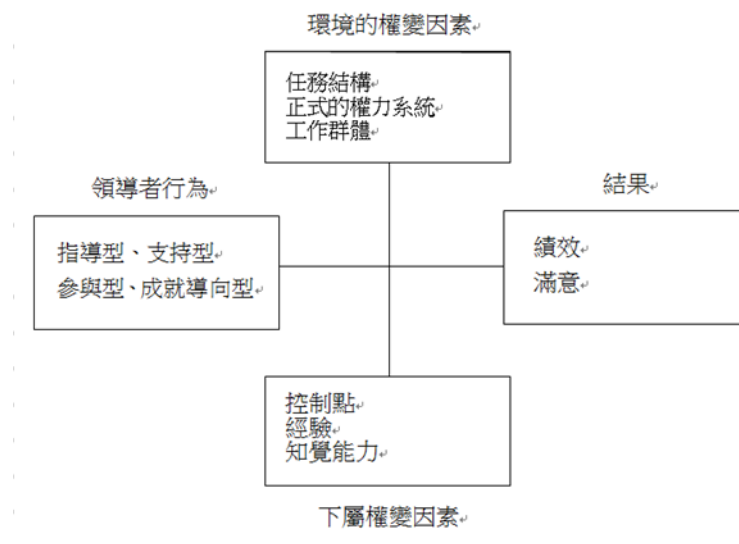 環境的權變因素
任務結構
正式的權力系統
工作群體
領導者行為
指導型、支持型
參與型、成就導向型
結果
績效
滿意
控制點
經驗
知覺能力
下屬權變因素